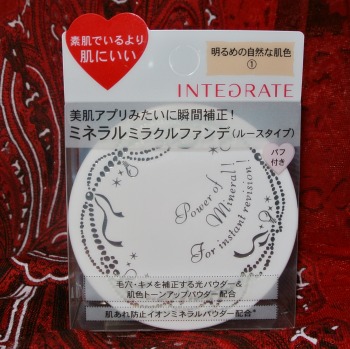 素肌でいるより
肌にいい
明るめの自然な肌色
①
INTEGRATE
美肌アプリみたいに瞬間補正！
ミネラルミラクルファンデ(ルースタイプ)
パフ
付き
Power of
Mineral!
For instant revision!
毛穴・キメを補正する光パウダー&
肌色トーンアップパウダー配合
肌あれ防止イオンミネラルパウダー配合*